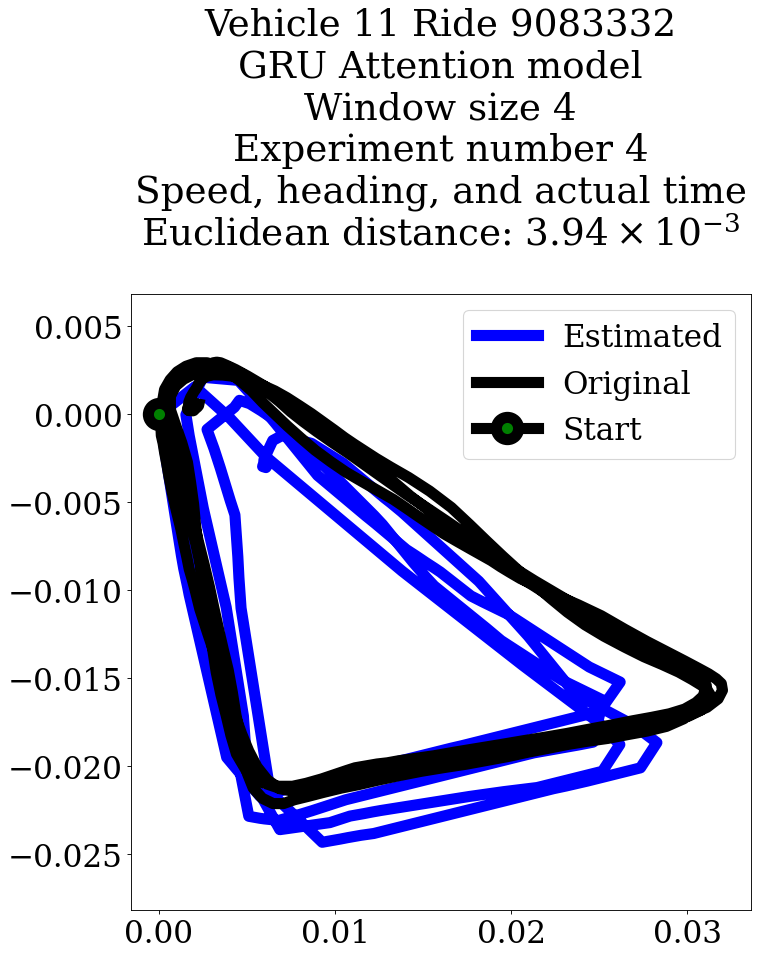 Vehicle 11 Ride 9083332
GRU Attention model
Window size 4
Experiment number 4
Speed, heading, and actual time
Euclidean distance: 3.94 × 10⁻³
Estimated
Original
Start
0.005
0.000
−0.005
−0.010
−0.015
−0.020
−0.025
0.00 0.01 0.02 0.03